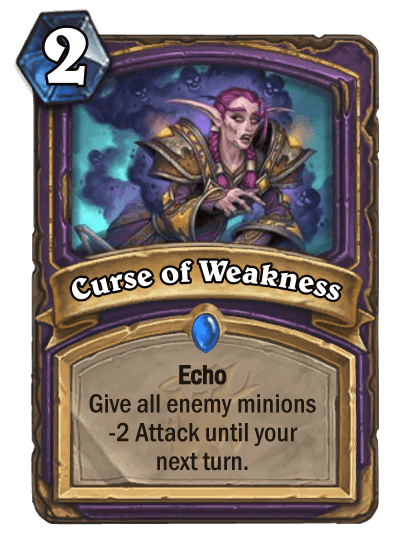 2
Curse of Weakness
Echo
Give all enemy minions
-2 Attack until your
next turn.